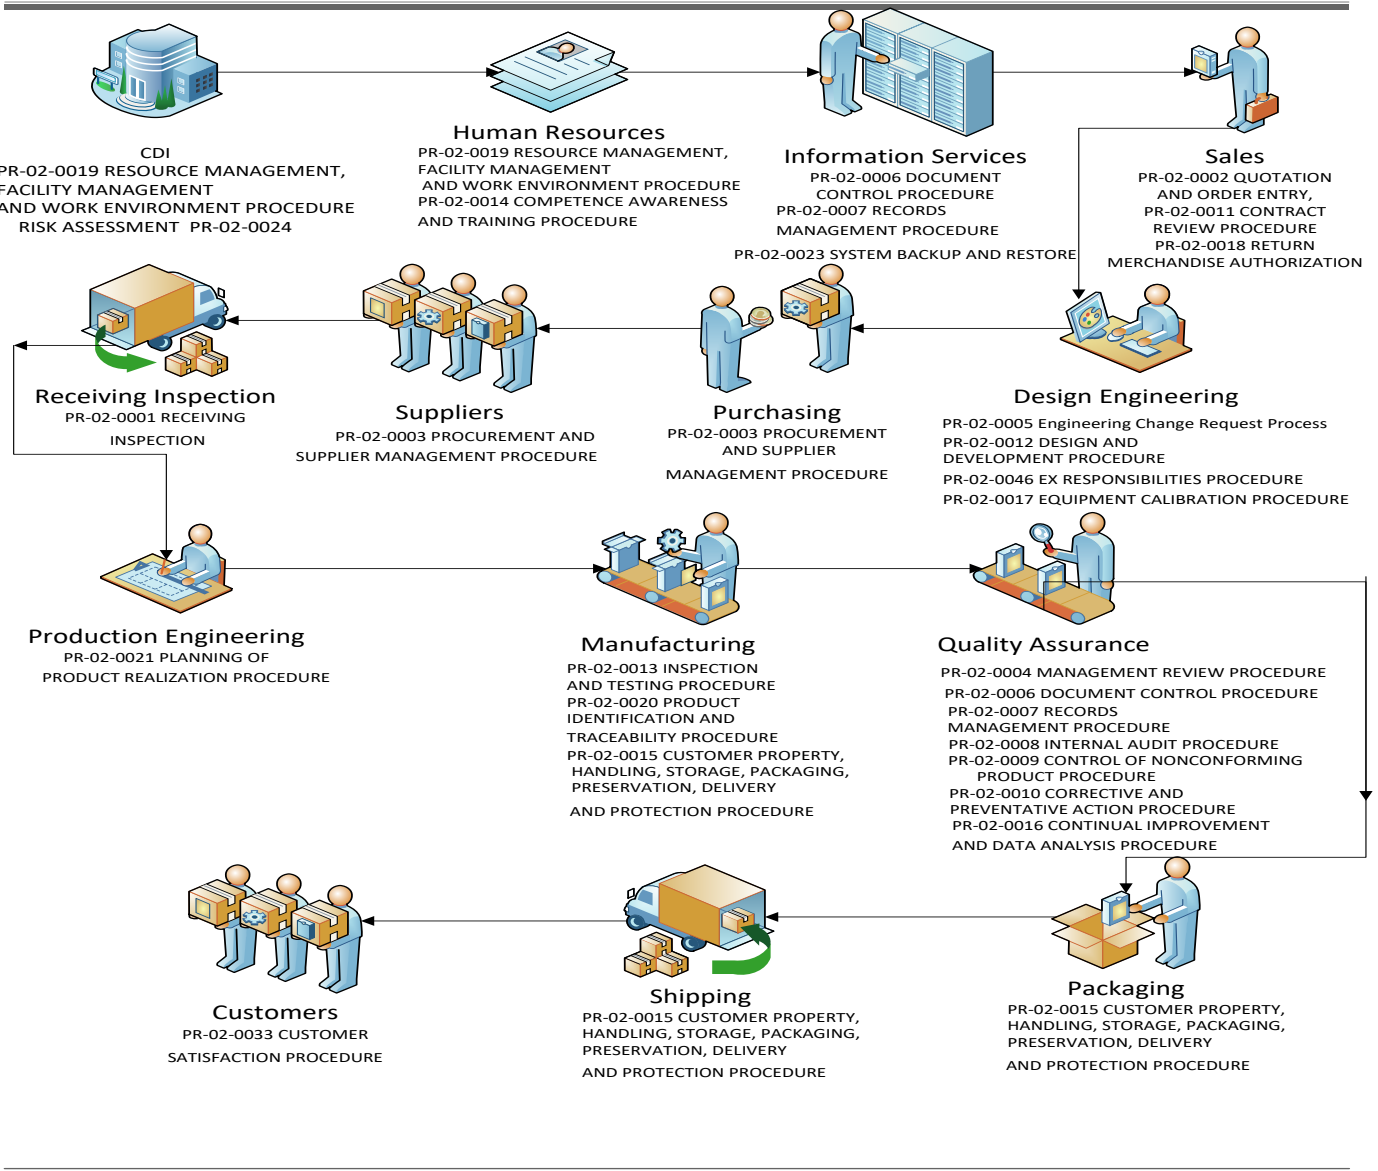 CDI
PR-02-0019 RESOURCE MANAGEMENT,
FACILITY MANAGEMENT
AND WORK ENVIRONMENT PROCEDURE
RISK ASSESSMENT PR-02-0024
Human Resources
PR-02-0019 RESOURCE MANAGEMENT,
FACILITY MANAGEMENT
AND WORK ENVIRONMENT PROCEDURE
PR-02-0014 COMPETENCE AWARENESS
AND TRAINING PROCEDURE
Information Services
PR-02-0006 DOCUMENT
CONTROL PROCEDURE
PR-02-0007 RECORDS
MANAGEMENT PROCEDURE
PR-02-0023 SYSTEM BACKUP AND RESTORE
Sales
PR-02-0002 QUOTATION
AND ORDER ENTRY,
PR-02-0011 CONTRACT
REVIEW PROCEDURE
PR-02-0018 RETURN
MERCHANDISE AUTHORIZATION
Receiving Inspection
PR-02-0001 RECEIVING
INSPECTION
Suppliers
PR-02-0003 PROCUREMENT AND
SUPPLIER MANAGEMENT PROCEDURE
Purchasing
PR-02-0003 PROCUREMENT
AND SUPPLIER
MANAGEMENT PROCEDURE
Design Engineering
PR-02-0005 Engineering Change Request Process
PR-02-0012 DESIGN AND
DEVELOPMENT PROCEDURE
PR-02-0046 EX RESPONSIBILITIES PROCEDURE
PR-02-0017 EQUIPMENT CALIBRATION PROCEDURE
Production Engineering
PR-02-0021 PLANNING OF
PRODUCT REALIZATION PROCEDURE
Manufacturing
PR-02-0013 INSPECTION
AND TESTING PROCEDURE
PR-02-0020 PRODUCT
IDENTIFICATION AND
TRACEABILITY PROCEDURE
PR-02-0015 CUSTOMER PROPERTY,
HANDLING, STORAGE, PACKAGING,
PRESERVATION, DELIVERY
AND PROTECTION PROCEDURE
Quality Assurance
PR-02-0004 MANAGEMENT REVIEW PROCEDURE
PR-02-0006 DOCUMENT CONTROL PROCEDURE
PR-02-0007 RECORDS
MANAGEMENT PROCEDURE
PR-02-0008 INTERNAL AUDIT PROCEDURE
PR-02-0009 CONTROL OF NONCONFORMING
PRODUCT PROCEDURE
PR-02-0010 CORRECTIVE AND
PREVENTATIVE ACTION PROCEDURE
PR-02-0016 CONTINUAL IMPROVEMENT
AND DATA ANALYSIS PROCEDURE
Customers
PR-02-0033 CUSTOMER
SATISFACTION PROCEDURE
Shipping
PR-02-0015 CUSTOMER PROPERTY,
HANDLING, STORAGE, PACKAGING,
PRESERVATION, DELIVERY
AND PROTECTION PROCEDURE
Packaging
PR-02-0015 CUSTOMER PROPERTY,
HANDLING, STORAGE, PACKAGING,
PRESERVATION, DELIVERY
AND PROTECTION PROCEDURE